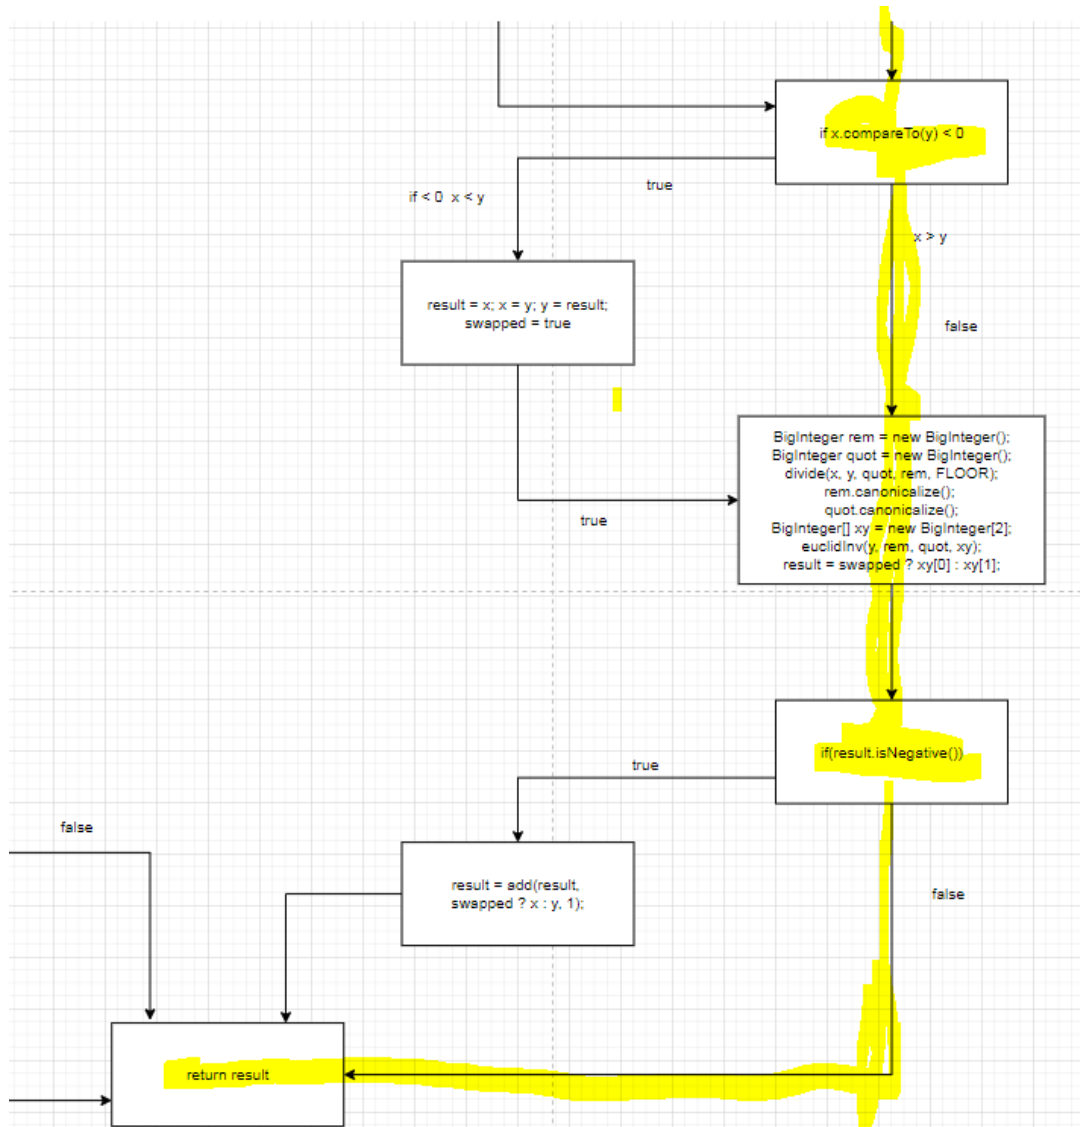 if x.compareTo(y) < 0
true
if < 0  x < y
x > y
result = x; x = y; y = result;
swapped = true
false
BigInteger rem = new BigInteger();
BigInteger quot = new BigInteger();
divide(x, y, quot, rem, FLOOR);
rem.canonicalize();
quot.canonicalize();
BigInteger[] xy = new BigInteger[2];
euclidInv(y, rem, quot, xy);
result = swapped ? xy[0] : xy[1];
true
if(result.isNegative())
true
false
result = add(result,
swapped ? x : y, 1);
false
return result